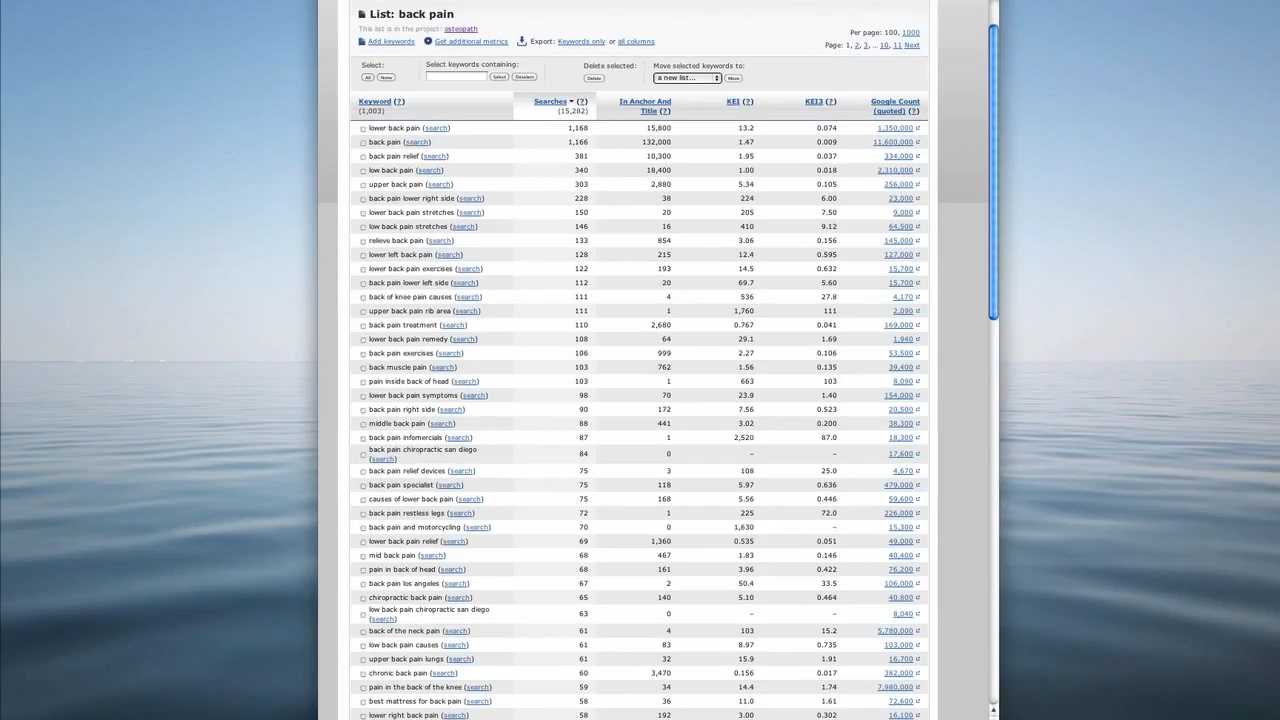 List: back pain
This list is in the project: osteopath
Add keywords Get additional metrics Export: Keywords only or all columns
Per page: 100, 1000
Page: 1, 2, 3, ... 10, 11 Next
Select: Select keywords containing: Delete selected: Move selected keywords to:
All None Select Deselect Delete a new list... Move
Keyword (?) Searches (?) In Anchor And Title (?) KEI (?) KEI3 (?) Google Count (quoted) (?)
(1,003) (15,282)
lower back pain (search) 1,168 15,800 13.2 0.074 1,350,000
back pain (search) 1,166 132,000 1.47 0.009 11,600,000
back pain relief (search) 381 10,300 1.95 0.037 334,000
low back pain (search) 340 18,400 1.00 0.018 2,310,000
upper back pain (search) 303 2,880 5.34 0.105 256,000
back pain lower right side (search) 228 38 224 6.00 23,000
lower back pain stretches (search) 150 20 205 7.50 9,000
low back pain stretches (search) 146 16 410 9.12 64,500
relieve back pain (search) 133 854 3.06 0.156 145,000
lower left back pain (search) 128 215 12.4 0.595 127,000
lower back pain exercises (search) 122 193 14.5 0.632 15,700
back pain lower left side (search) 112 20 69.7 5.60 15,700
back of knee pain causes (search) 111 4 536 27.8 4,170
upper back pain rib area (search) 111 1 1,760 111 2,090
back pain treatment (search) 110 2,680 0.767 0.041 169,000
lower back pain remedy (search) 108 64 29.1 1.69 1,940
back pain exercises (search) 106 999 2.27 0.106 53,500
back muscle pain (search) 103 762 1.56 0.135 39,400
pain inside back of head (search) 103 1 663 103 8,090
lower back pain symptoms (search) 98 70 23.9 1.40 154,000
back pain right side (search) 90 172 7.56 0.523 20,500
middle back pain (search) 88 441 3.02 0.200 38,300
back pain infomercials (search) 87 1 2,520 87.0 18,300
back pain chiropractic san diego (search) 84 0 – – 17,600
back pain relief devices (search) 75 3 108 25.0 4,670
back pain specialist (search) 75 118 5.97 0.636 479,000
causes of lower back pain (search) 75 168 5.56 0.446 59,600
back pain restless legs (search) 72 1 225 72.0 226,000
back pain and motorcycling (search) 70 0 1,630 – 15,300
lower back pain relief (search) 69 1,360 0.535 0.051 49,000
mid back pain (search) 68 467 1.83 0.146 40,400
pain in back of head (search) 68 161 3.96 0.422 76,200
back pain los angeles (search) 67 2 50.4 33.5 106,000
chiropractic back pain (search) 65 140 5.10 0.464 40,800
low back pain chiropractic san diego (search) 63 0 – – 8,040
back of the neck pain (search) 61 4 103 15.2 5,780,000
low back pain causes (search) 61 83 8.97 0.735 103,000
upper back pain lungs (search) 61 32 15.9 1.91 16,700
chronic back pain (search) 60 3,470 0.156 0.017 382,000
pain in the back of the knee (search) 59 34 14.4 1.74 7,980,000
best mattress for back pain (search) 58 36 11.0 1.61 72,600
lower right back pain (search) 58 192 3.00 0.302 16,100